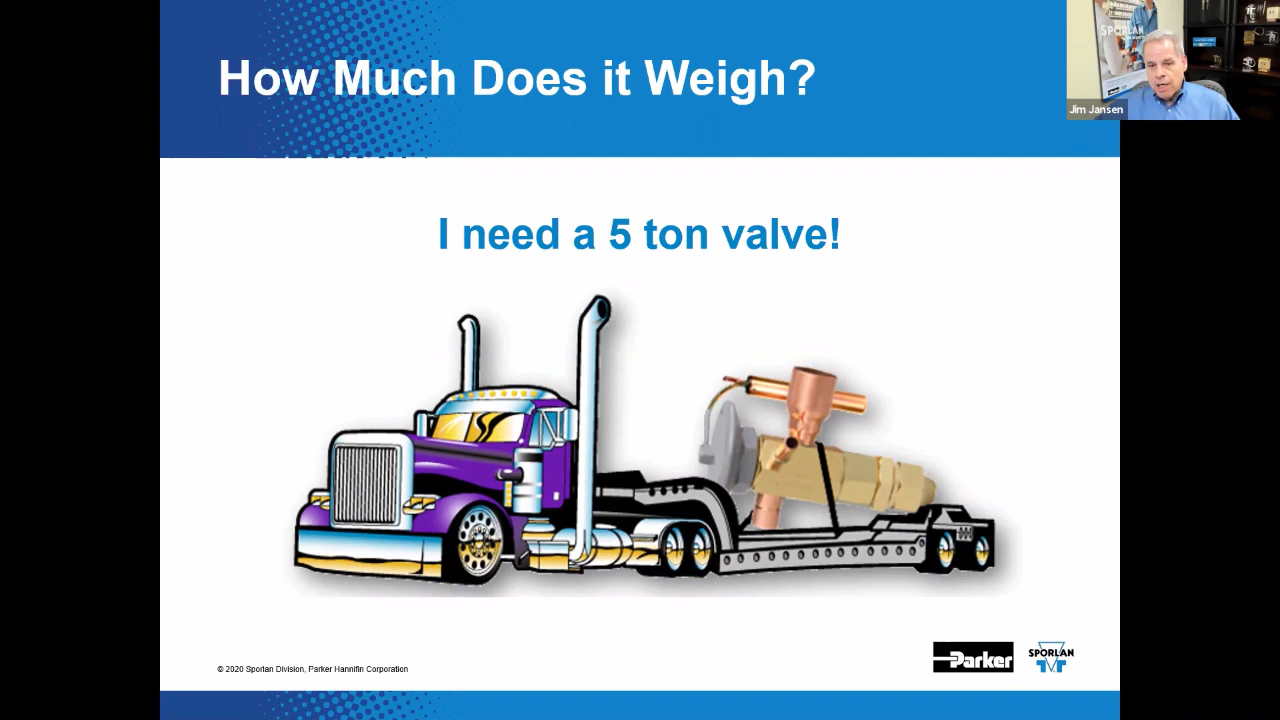 How Much Does it Weigh?
SPORLAN
Jim Jansen
I need a 5 ton valve!
© 2020 Sporlan Division, Parker Hannifin Corporation
Parker
SPORLAN